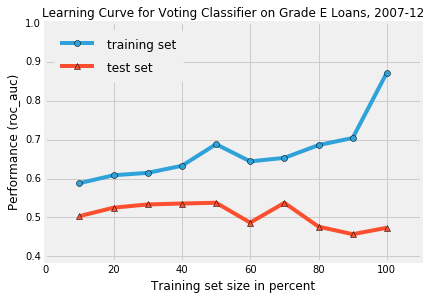 Learning Curve for Voting Classifier on Grade E Loans, 2007-12
1.0
0.9
0.8
0.7
0.6
0.5
0.4
Performance (roc_auc)
training set
test set
0
20
40
60
80
100
Training set size in percent